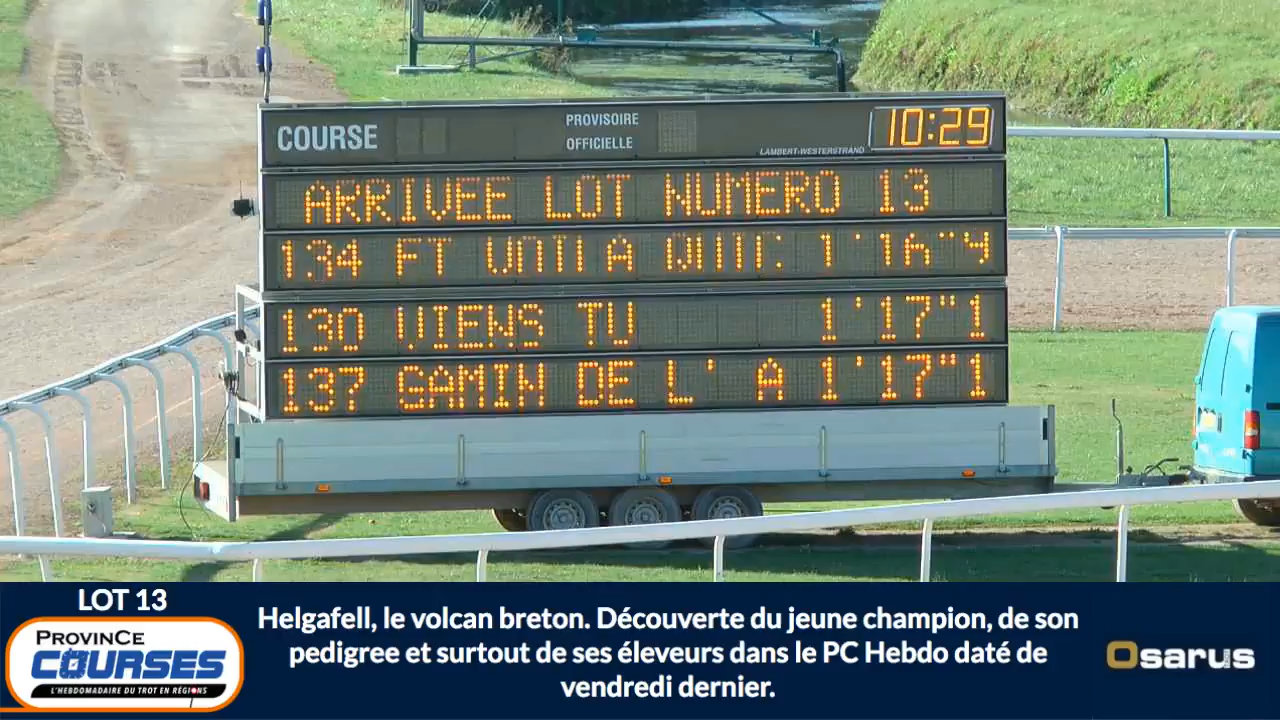 COURSE
PROVISOIRE
OFFICIELLE
LAMBERT-WESTERSTRAND
10:29
ARRIVEE LOT NUMERO 13
134 FT 1'16"9
130 VIENS TU 1'17"1
137 GAMIN DE L' A 1'17"1
LOT 13
PROVINCE
COURSES
L'HEBDOMADAIRE DU TROT EN RÉGIONS
Helgafell, le volcan breton. Découverte du jeune champion, de son
pedigree et surtout de ses éleveurs dans le PC Hebdo daté de
vendredi dernier.
Osarus